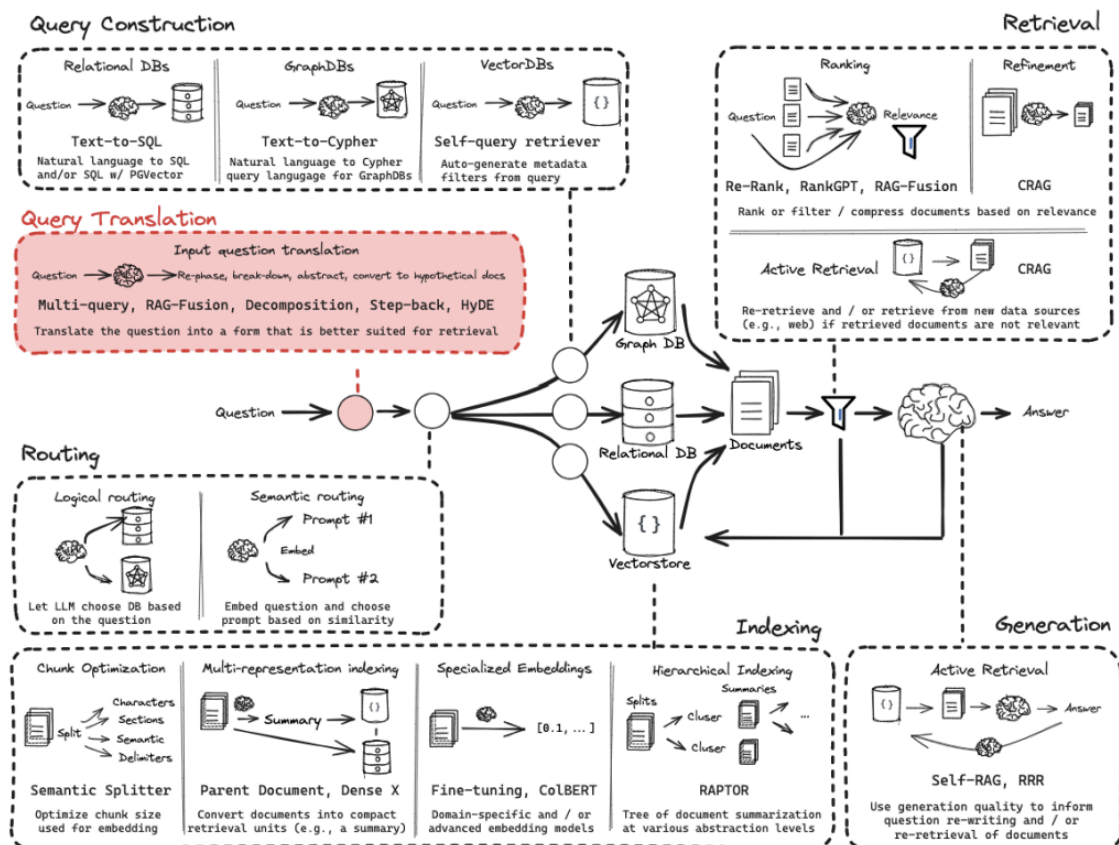 Query Construction
Relational DBs
Question
Text-to-SQL
Natural language to SQL
and/or SQL w/ PGVector
GraphDBs
Question
Text-to-Cypher
Natural language to Cypher
query langugage for GraphDBs
VectorDBs
Question
{}
Self-query retriever
Auto-generate metadata
filters from query
Retrieval
Ranking
Question
Relevance
Re-Rank, RankGPT, RAG-Fusion
Refinement
CRAG
Rank or filter / compress documents based on relevance
Active Retrieval
{}
CRAG
Re-retrieve and / or retrieve from new data sources
(e.g., web) if retrieved documents are not relevant
Query Translation
Input question translation
Question
Re-phase, break-down, abstract, convert to hypothetical docs
Multi-query, RAG-Fusion, Decomposition, Step-back, HyDE
Translate the question into a form that is better suited for retrieval
Question
Graph DB
Relational DB
{}
Vectorstore
Documents
Answer
Routing
Logical routing
Let LLM choose DB based
on the question
Semantic routing
Prompt #1
Embed
Prompt #2
Embed question and choose
prompt based on similarity
Indexing
Chunk Optimization
Split
Characters
Sections
Semantic
Delimiters
Semantic Splitter
Optimize chunk size
used for embedding
Multi-representation indexing
Summary
{}
Parent Document, Dense X
Convert documents into compact
retrieval units (e.g., a summary)
Specialized Embeddings
[0.1, ...]
Fine-tuning, ColBERT
Domain-specific and / or
advanced embedding models
Hierarchical Indexing
Splits
Summaries
Cluser
Cluser
...
RAPTOR
Tree of document summarization
at various abstraction levels
Generation
Active Retrieval
{}
Answer
Self-RAG, RRR
Use generation quality to inform
question re-writing and / or
re-retrieval of documents